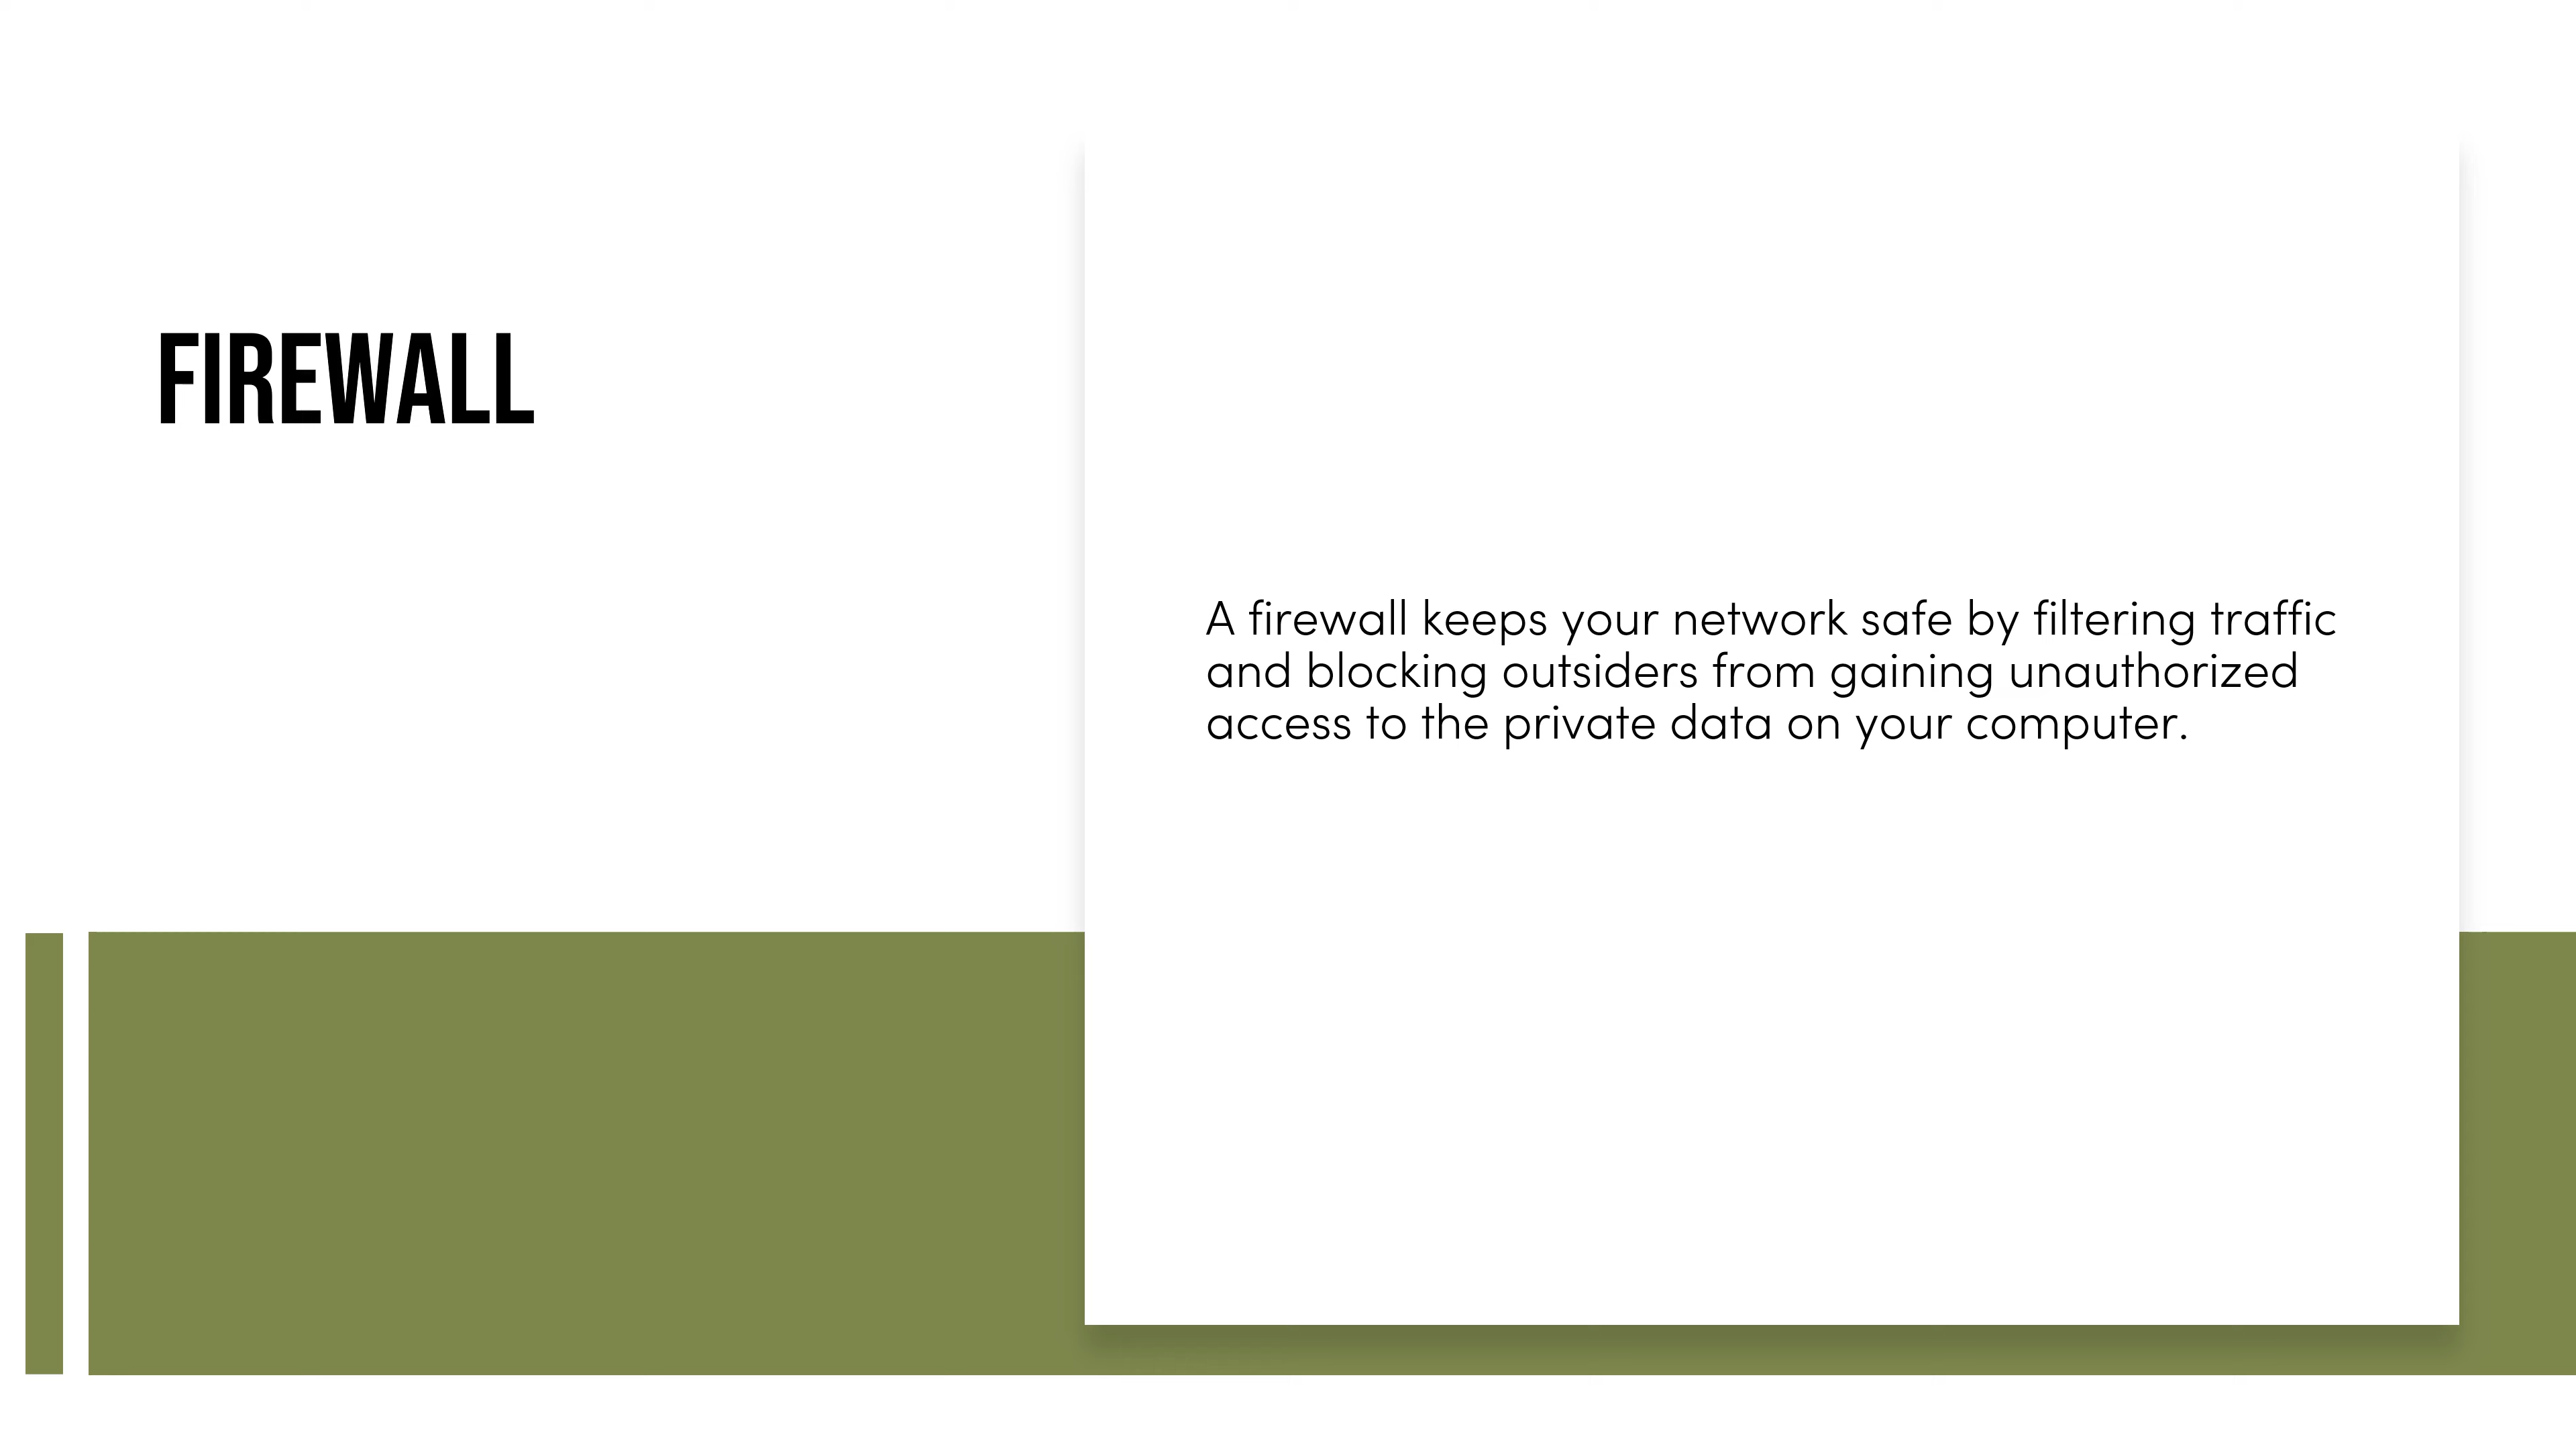 FIREWALL
A firewall keeps your network safe by filtering traffic
and blocking outsiders from gaining unauthorized
access to the private data on your computer.